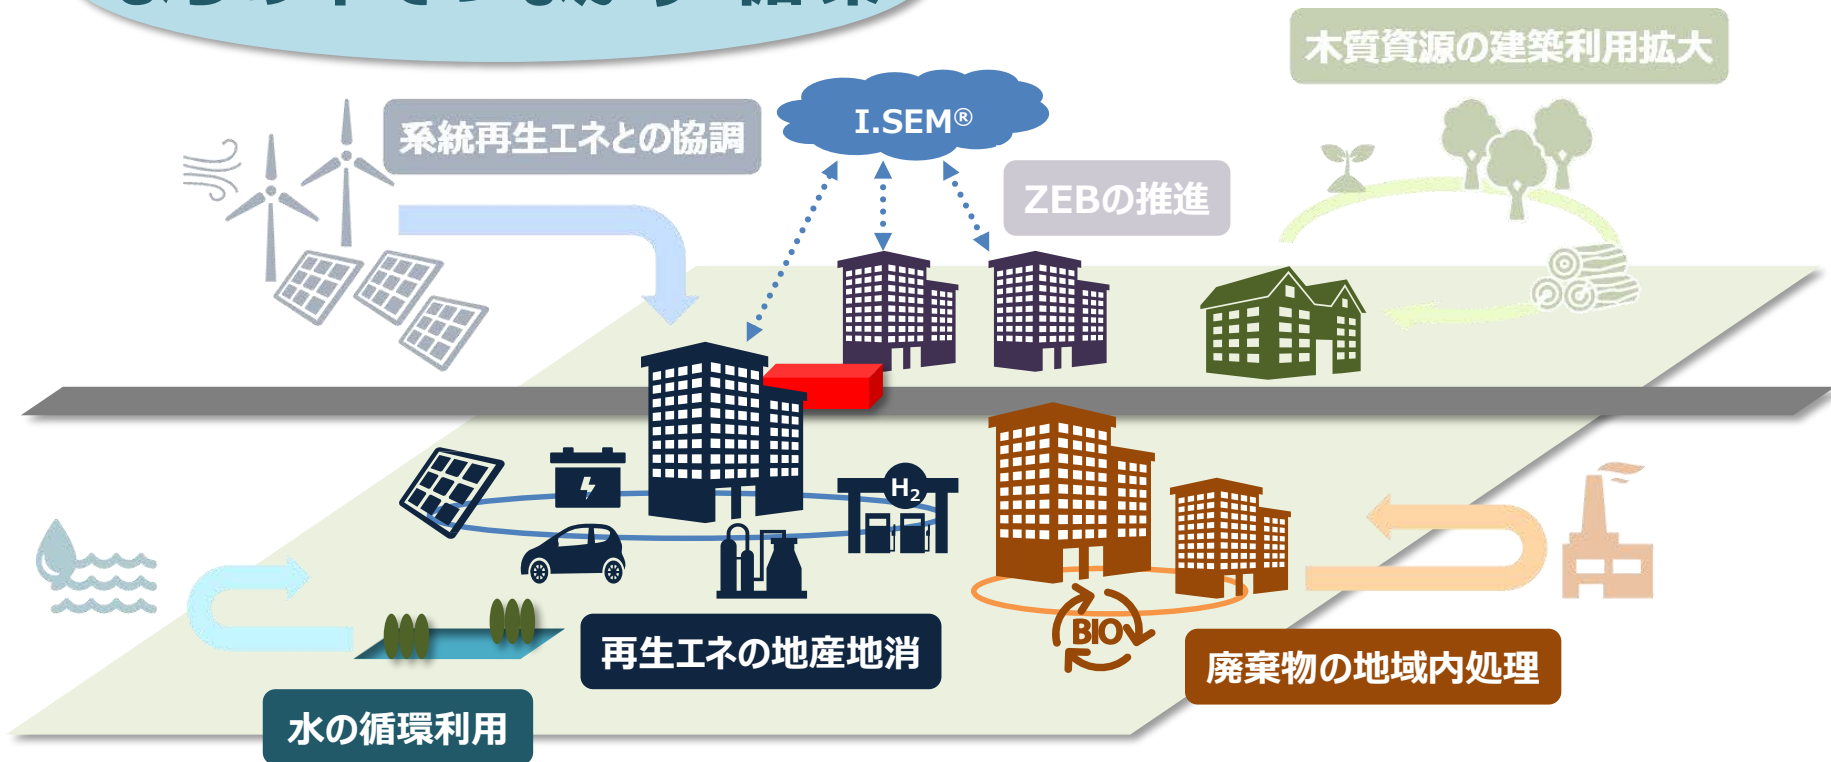 木質資源の建築利用拡大
系統再生エネとの協調
I.SEM®
ZEBの推進
H₂
BIO
再生エネの地産地消
廃棄物の地域内処理
水の循環利用